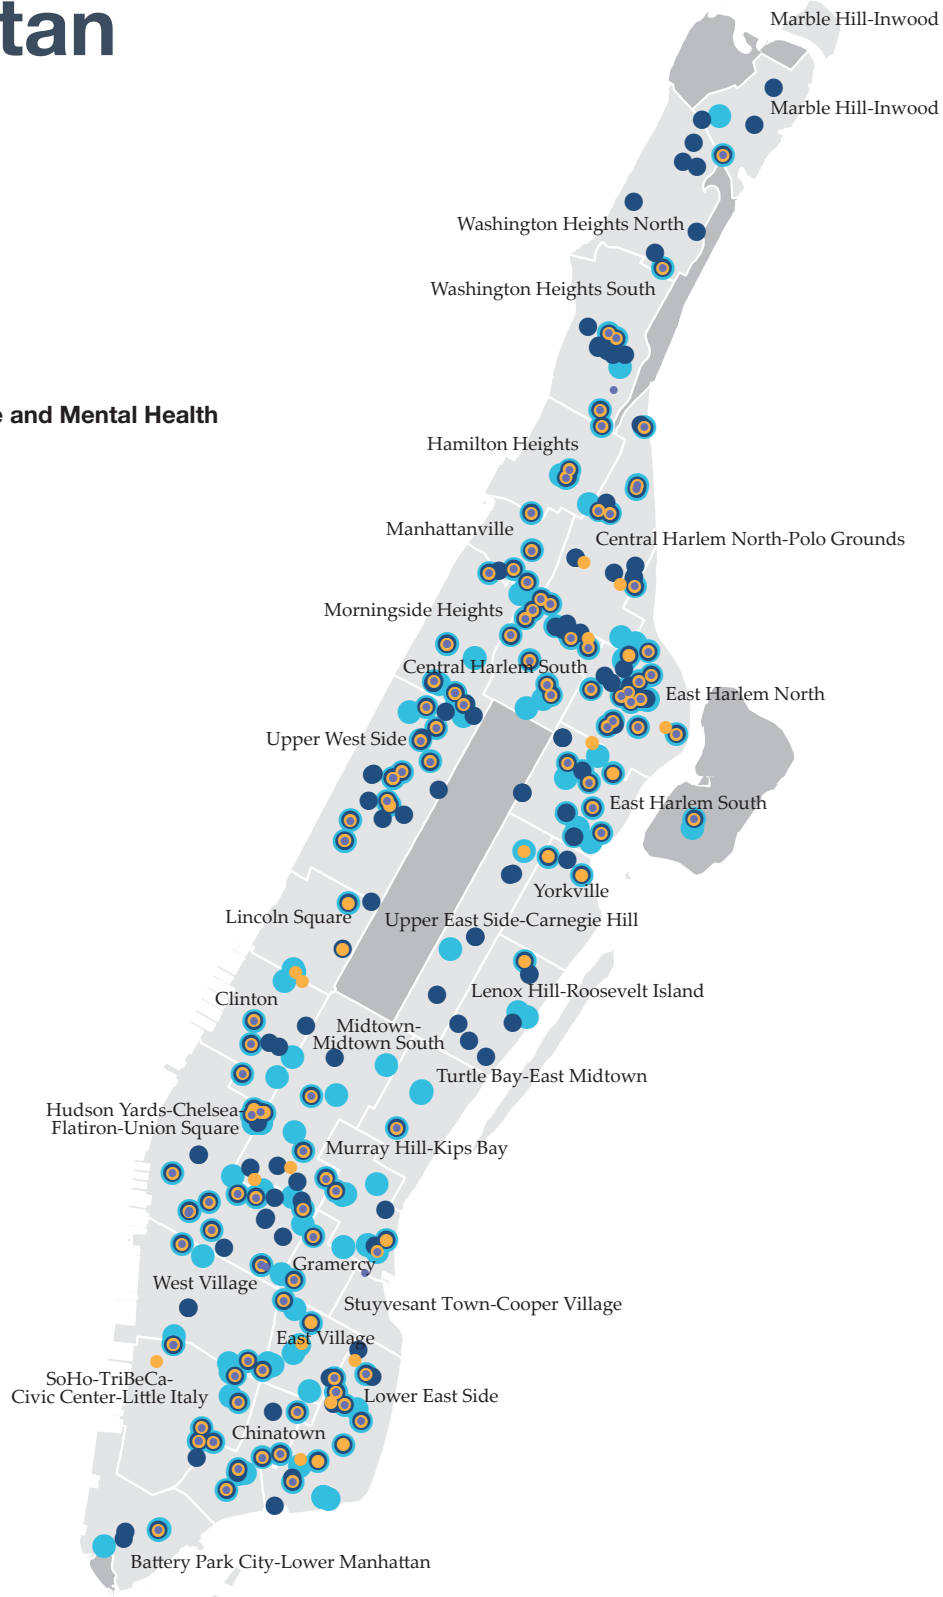 tan
Marble Hill-Inwood
Marble Hill-Inwood
Washington Heights North
Washington Heights South
e and Mental Health
Hamilton Heights
Manhattanville
Central Harlem North-Polo Grounds
Morningside Heights
Central Harlem South
East Harlem North
Upper West Side
East Harlem South
Yorkville
Lincoln Square
Upper East Side-Carnegie Hill
Lenox Hill-Roosevelt Island
Clinton
Midtown-
Midtown South
Turtle Bay-East Midtown
Hudson Yards-Chelsea-
Flatiron-Union Square
Murray Hill-Kips Bay
Gramercy
West Village
Stuyvesant Town-Cooper Village
East Village
SoHo-TriBeCa-
Civic Center-Little Italy
Lower East Side
Chinatown
Battery Park City-Lower Manhattan